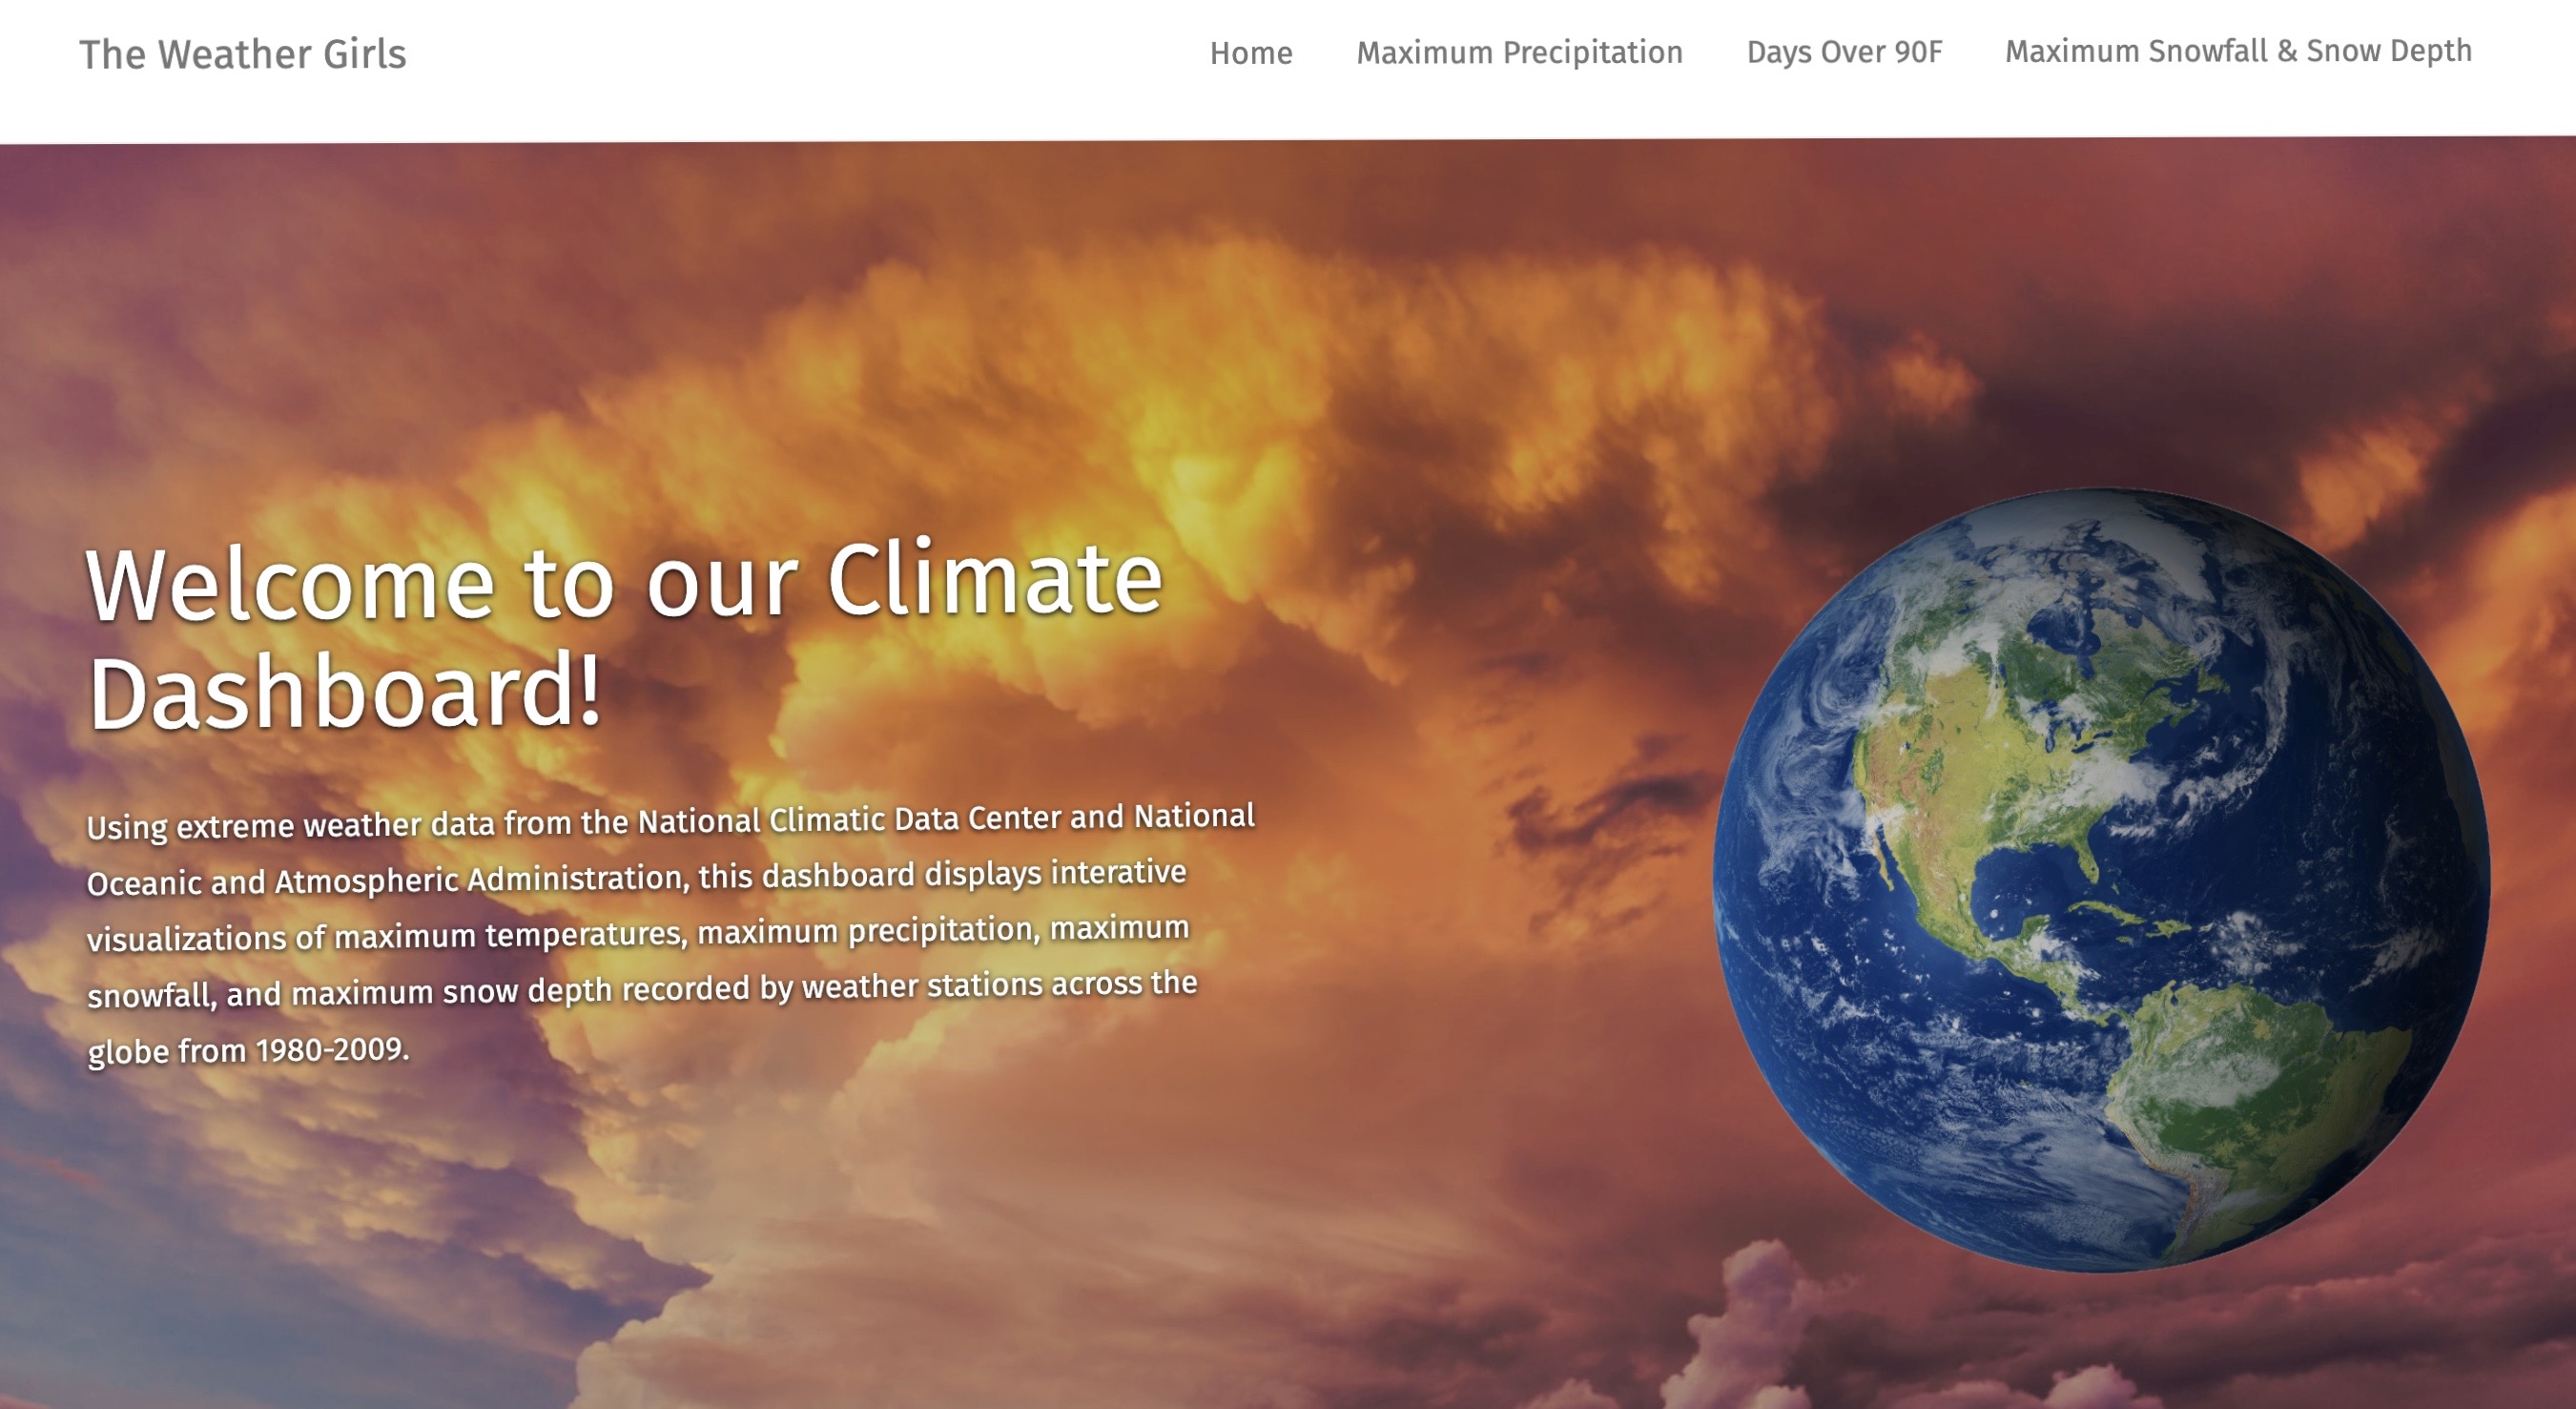 The Weather Girls
Home Maximum Precipitation Days Over 90F Maximum Snowfall & Snow Depth
Welcome to our Climate
Dashboard!
Using extreme weather data from the National Climatic Data Center and National
Oceanic and Atmospheric Administration, this dashboard displays interative
visualizations of maximum temperatures, maximum precipitation, maximum
snowfall, and maximum snow depth recorded by weather stations across the
globe from 1980-2009.